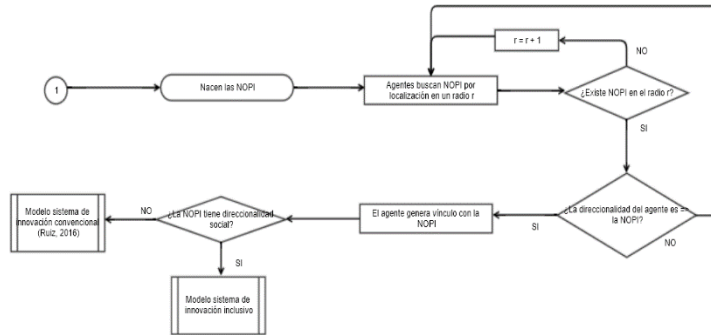 1
Nacen las NOPI
Agentes buscan NOPI por
localización en un radio r
r = r + 1
NO
¿Existe NOPI en el radio r?
SI
¿La direccionalidad del agente es ==
la NOPI?
NO
SI
El agente genera vínculo con la
NOPI
¿La NOPI tiene direccionalidad
social?
NO
Modelo sistema de
innovación convencional
(Ruiz, 2016)
SI
Modelo sistema de
innovación inclusivo